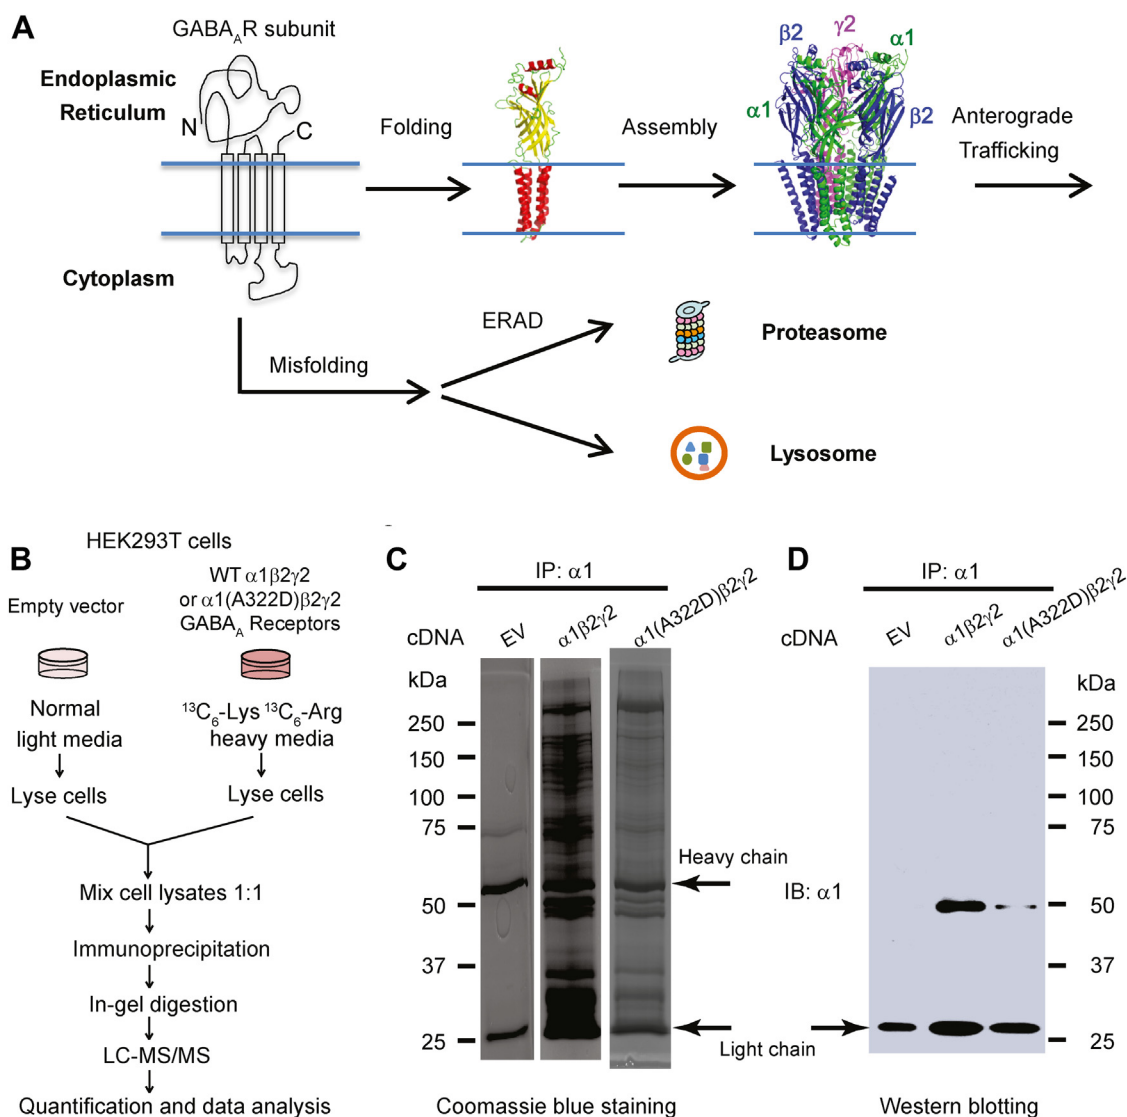 A
GABA_AR subunit
Endoplasmic
Reticulum
N
C
Cytoplasm
Folding
Assembly
β2
γ2
α1
α1
β2
Anterograde
Trafficking
Misfolding
ERAD
Proteasome
Lysosome
B
HEK293T cells
Empty vector
WT α1β2γ2
or α1(A322D)β2γ2
GABA_A Receptors
Normal
light media
¹³C₆-Lys ¹³C₆-Arg
heavy media
Lyse cells
Lyse cells
Mix cell lysates 1:1
Immunoprecipitation
In-gel digestion
LC-MS/MS
Quantification and data analysis
C
IP: α1
cDNA
EV
α1β2γ2
α1(A322D)β2γ2
kDa
250
150
100
75
50
37
25
Heavy chain
Light chain
Coomassie blue staining
D
IP: α1
cDNA
EV
α1β2γ2
α1(A322D)β2γ2
IB: α1
kDa
250
150
100
75
50
37
25
Western blotting